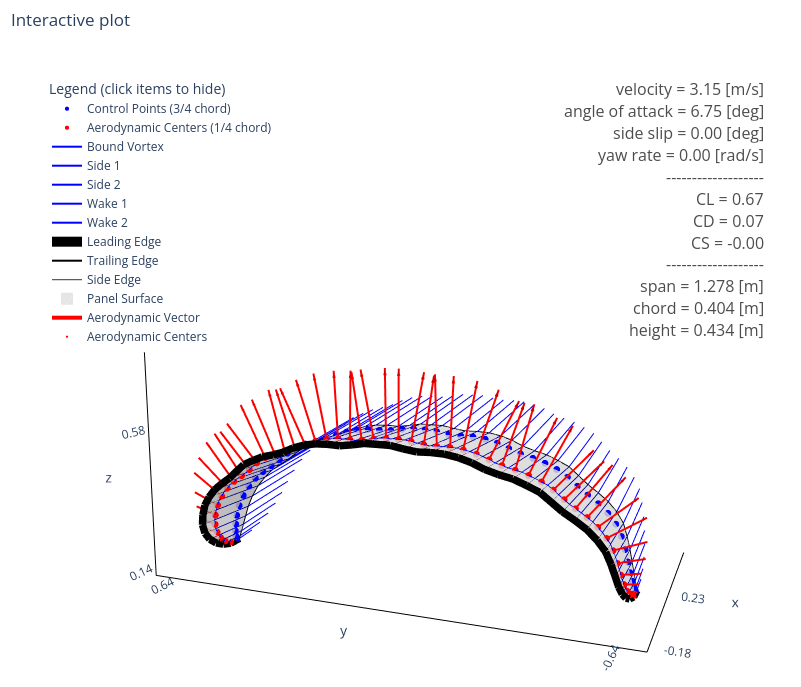 Interactive plot
Legend (click items to hide)
Control Points (3/4 chord)
Aerodynamic Centers (1/4 chord)
Bound Vortex
Side 1
Side 2
Wake 1
Wake 2
Leading Edge
Trailing Edge
Side Edge
Panel Surface
Aerodynamic Vector
Aerodynamic Centers
velocity = 3.15 [m/s]
angle of attack = 6.75 [deg]
side slip = 0.00 [deg]
yaw rate = 0.00 [rad/s]
-------------------
CL = 0.67
CD = 0.07
CS = -0.00
-------------------
span = 1.278 [m]
chord = 0.404 [m]
height = 0.434 [m]
0.58
z
0.14
0.64
y
-0.64
-0.18
0.23
x